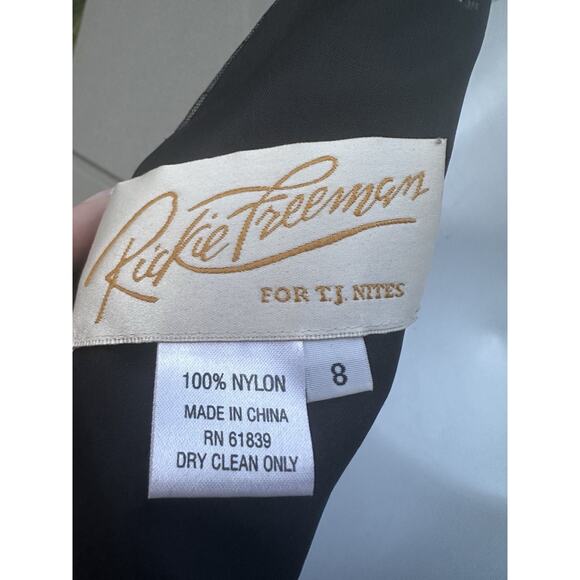 Rickie Freeman
FOR T.J. NITES
8
100% NYLON
MADE IN CHINA
RN 61839
DRY CLEAN ONLY